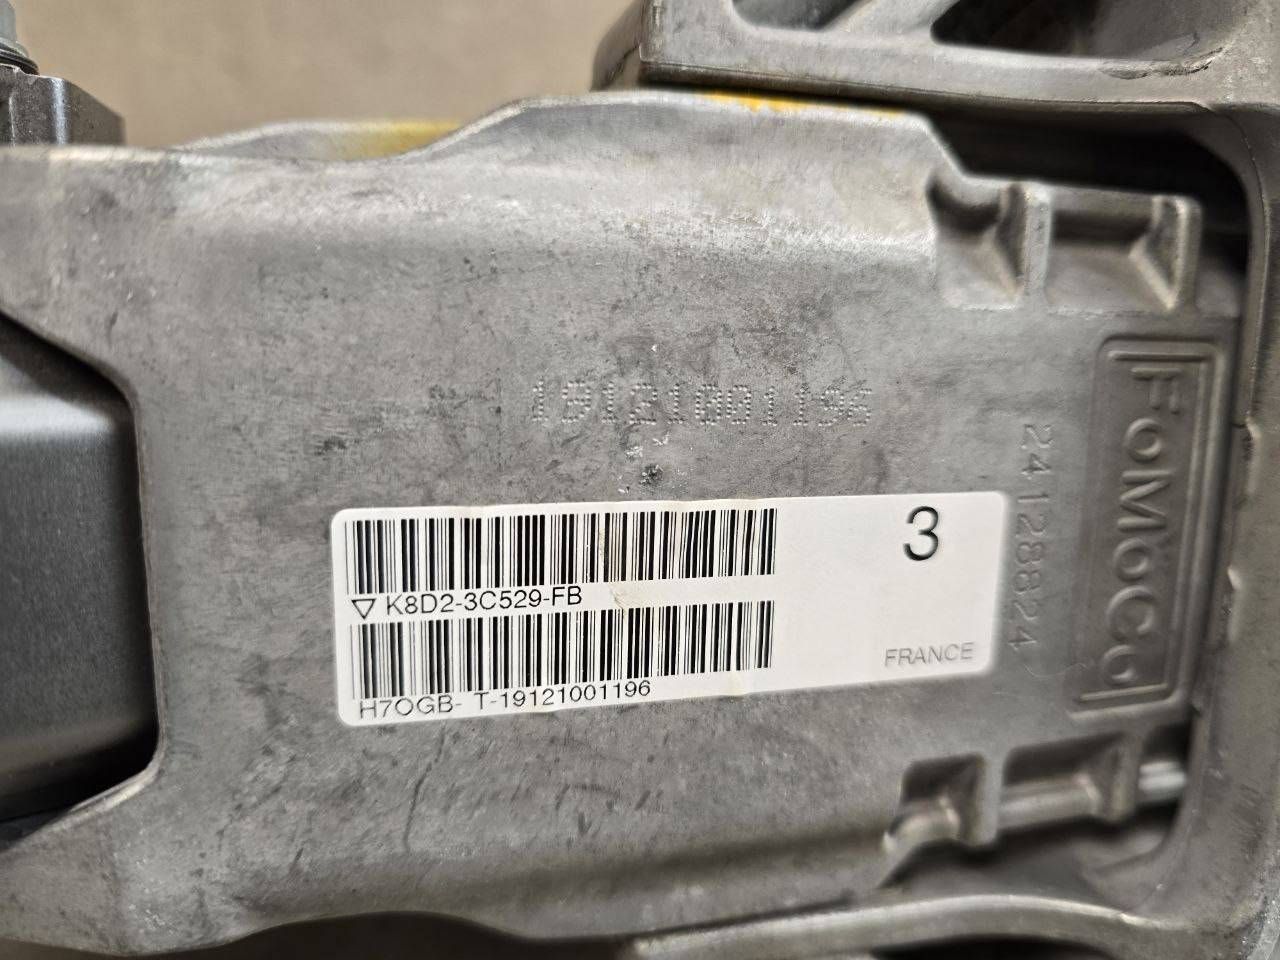 19121001196
3
K8D2-3C529-FB
H7OGB- T-19121001196
FRANCE
24128824
FoMoCo